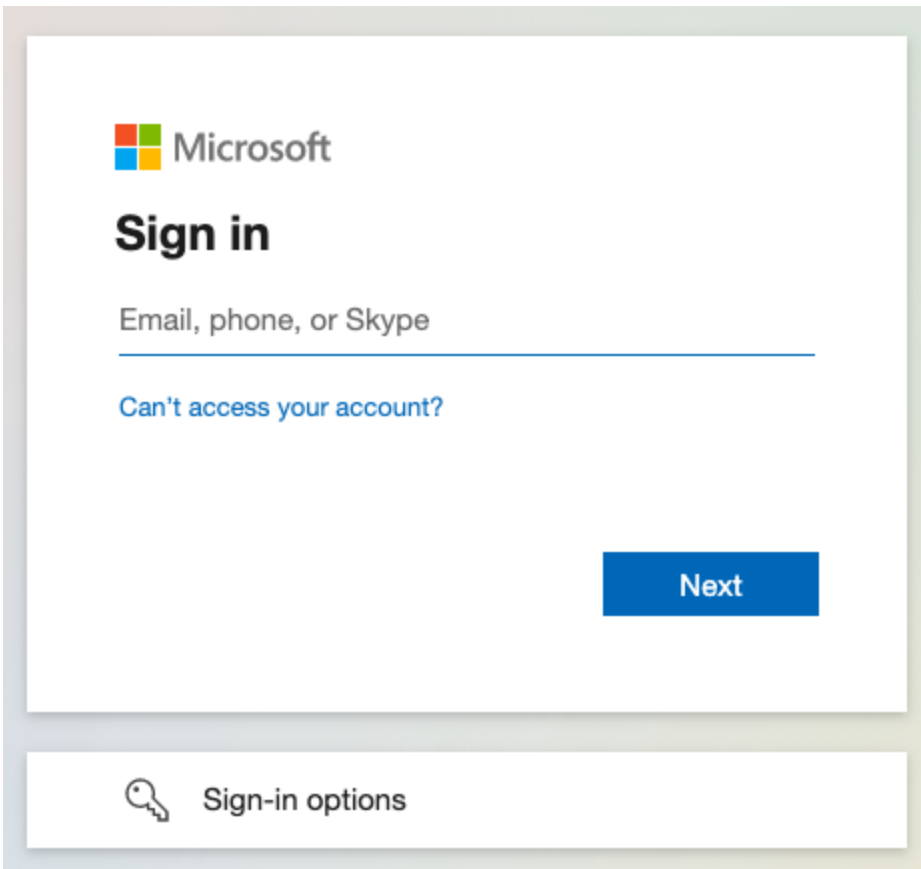 Microsoft
Sign in
Email, phone, or Skype
Can't access your account?
Next
Sign-in options